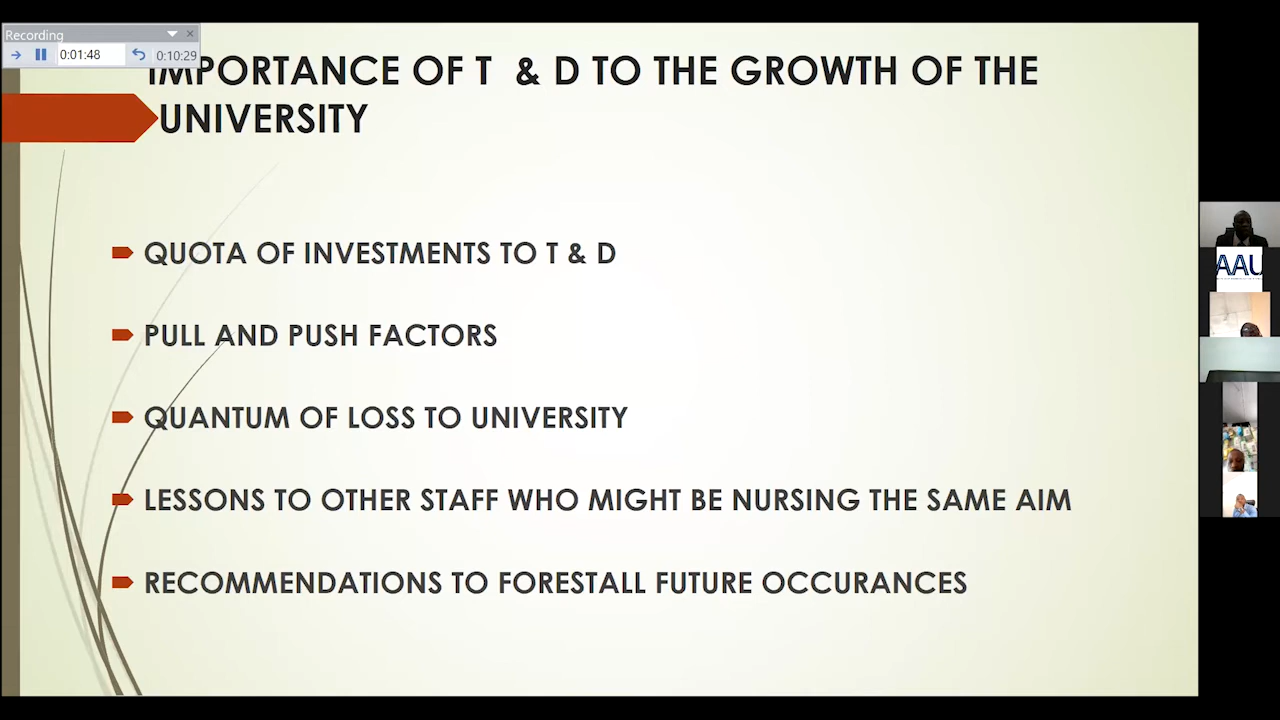 Recording
0:01:48
0:10:29
IMPORTANCE OF T & D TO THE GROWTH OF THE
UNIVERSITY
QUOTA OF INVESTMENTS TO T & D
PULL AND PUSH FACTORS
QUANTUM OF LOSS TO UNIVERSITY
LESSONS TO OTHER STAFF WHO MIGHT BE NURSING THE SAME AIM
RECOMMENDATIONS TO FORESTALL FUTURE OCCURANCES
AAU